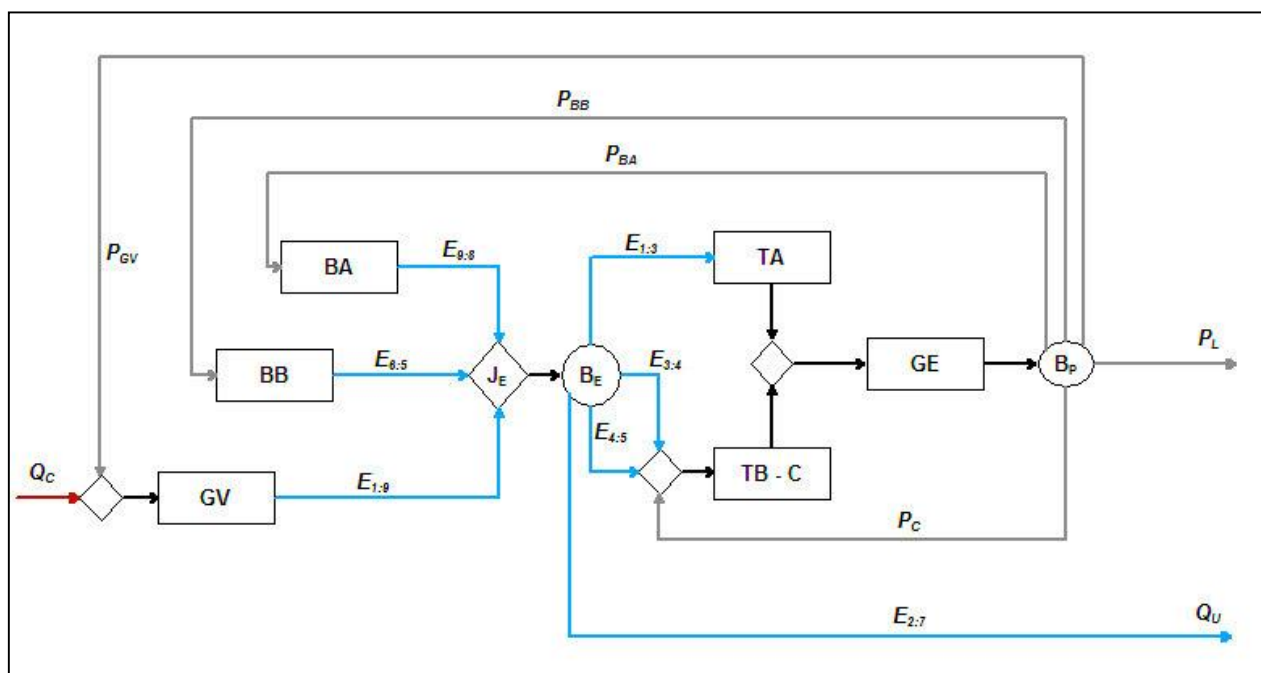 P_BB
P_BA
P_GV
BA
E_9:8
E_1:3
TA
BB
E_6:5
J_E
B_E
E_3:4
GE
B_P
P_L
E_4:5
Q_C
GV
E_1:9
TB - C
P_C
E_2:7
Q_U